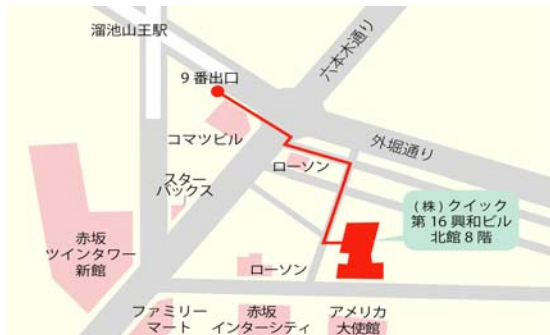 溜池山王駅
六本木通り
9番出口
コマツビル
外堀通り
ローソン
スター
バックス
(株)クイック
第16興和ビル
北館8階
赤坂
ツインタワー
新館
ローソン
ファミリー
マート
赤坂
インターシティ
アメリカ
大使館